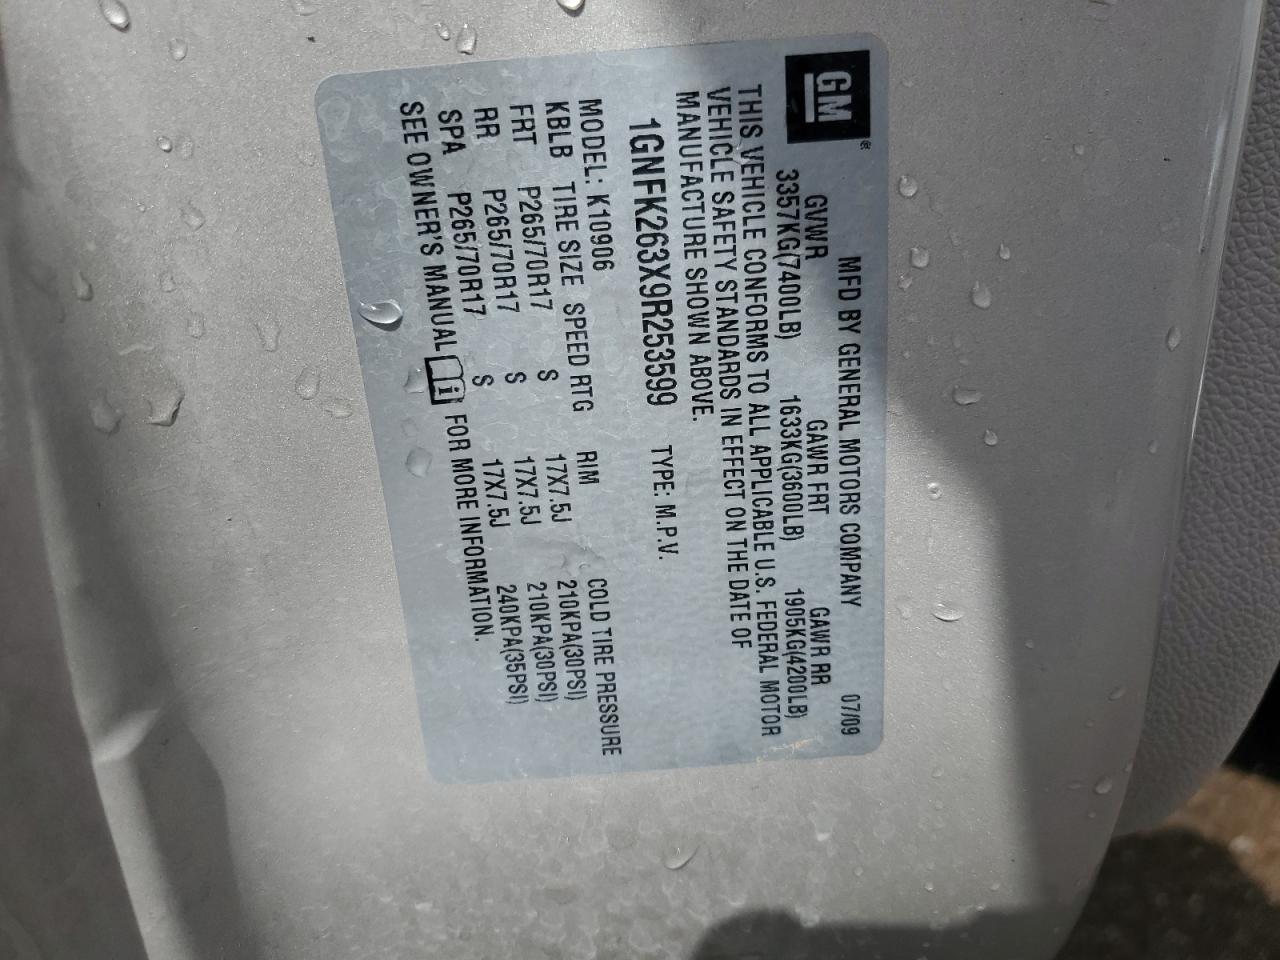 GM® MFD BY GENERAL MOTORS COMPANY 07/09
GVWR GAWR FRT GAWR RR
3357KG(7400LB) 1633KG(3600LB) 1905KG(4200LB)
THIS VEHICLE CONFORMS TO ALL APPLICABLE U.S. FEDERAL MOTOR
VEHICLE SAFETY STANDARDS IN EFFECT ON THE DATE OF
MANUFACTURE SHOWN ABOVE.
1GNFK263X9R253599 TYPE: M.P.V.
MODEL: K10906
KBLB TIRE SIZE SPEED RTG RIM COLD TIRE PRESSURE
FRT P265/70R17 S 17X7.5J 210KPA(30PSI)
RR P265/70R17 S 17X7.5J 210KPA(30PSI)
SPA P265/70R17 S 17X7.5J 240KPA(35PSI)
SEE OWNER'S MANUAL i FOR MORE INFORMATION.